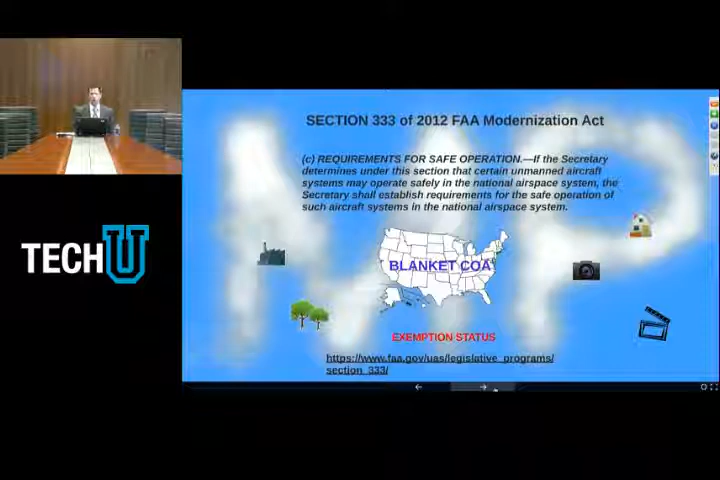 SECTION 333 of 2012 FAA Modernization Act
(c) REQUIREMENTS FOR SAFE OPERATION.—If the Secretary
determines under this section that certain unmanned aircraft
systems may operate safely in the national airspace system, the
Secretary shall establish requirements for the safe operation of
such aircraft systems in the national airspace system.
TECH U
BLANKET COA
EXEMPTION STATUS
https://www.faa.gov/uas/legislative_programs/
section_333/